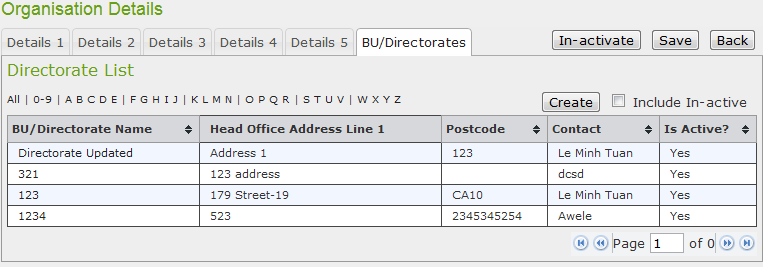 Organisation Details
Details 1 Details 2 Details 3 Details 4 Details 5 BU/Directorates In-activate Save Back
Directorate List
All | 0-9 | A B C D E | F G H I J | K L M N | O P Q R | S T U V | W X Y Z
Create Include In-active
BU/Directorate Name Head Office Address Line 1 Postcode Contact Is Active?
Directorate Updated Address 1 123 Le Minh Tuan Yes
321 123 address dcsd Yes
123 179 Street-19 CA10 Le Minh Tuan Yes
1234 523 2345345254 Awele Yes
Page 1 of 0